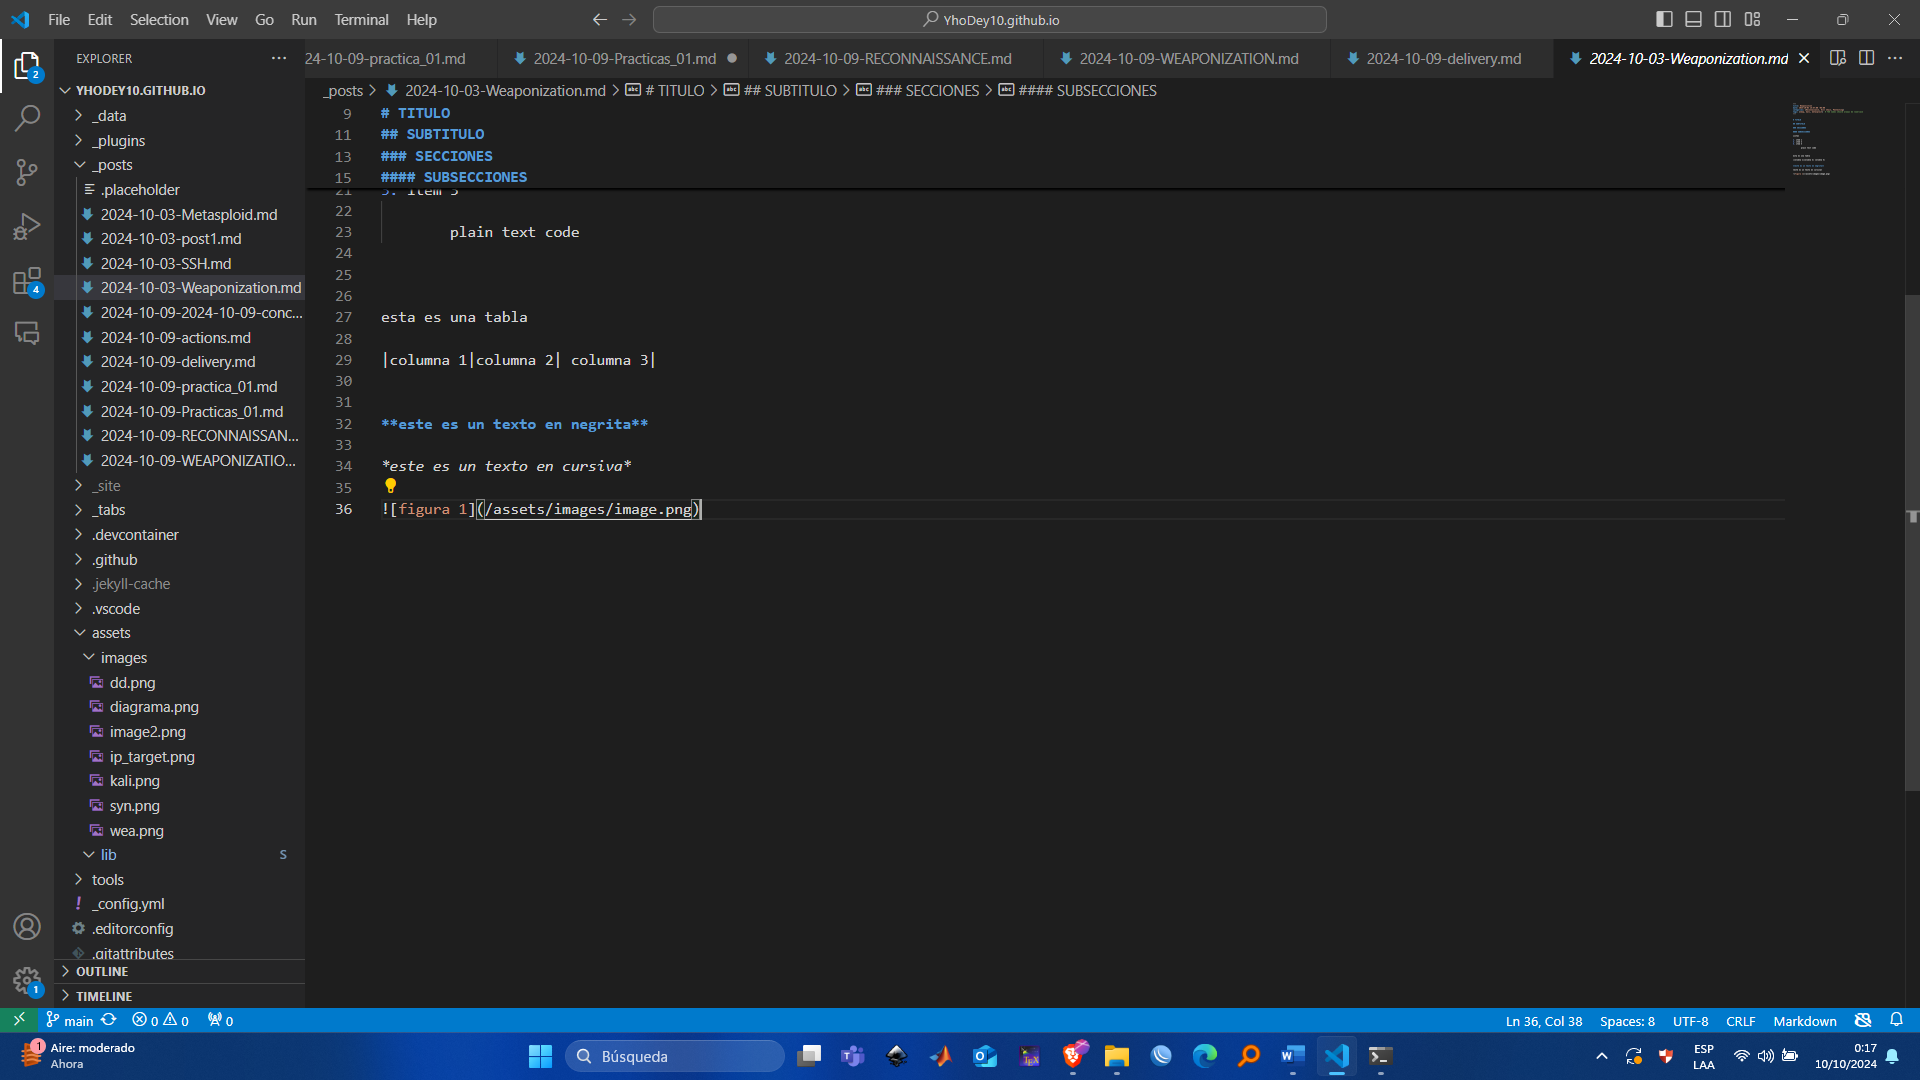 File Edit Selection View Go Run Terminal Help
YhoDey10.github.io
EXPLORER
24-10-09-practica_01.md
2024-10-09-Practicas_01.md
2024-10-09-RECONNAISSANCE.md
2024-10-09-WEAPONIZATION.md
2024-10-09-delivery.md
2024-10-03-Weaponization.md
_posts > 2024-10-03-Weaponization.md > # TITULO > ## SUBTITULO > ### SECCIONES > #### SUBSECCIONES
YHODEY10.GITHUB.IO
_data
_plugins
_posts
.placeholder
2024-10-03-Metasploid.md
2024-10-03-post1.md
2024-10-03-SSH.md
2024-10-03-Weaponization.md
2024-10-09-2024-10-09-conc...
2024-10-09-actions.md
2024-10-09-delivery.md
2024-10-09-practica_01.md
2024-10-09-Practicas_01.md
2024-10-09-RECONNAISSAN...
2024-10-09-WEAPONIZATIO...
_site
_tabs
.devcontainer
.github
.jekyll-cache
.vscode
assets
images
dd.png
diagrama.png
image2.png
ip_target.png
kali.png
syn.png
wea.png
lib S
tools
_config.yml
.editorconfig
.gitattributes
OUTLINE
TIMELINE
2
4
1
9 # TITULO
11 ## SUBTITULO
13 ### SECCIONES
15 #### SUBSECCIONES
21 3. item 3
22
23 plain text code
24
25
26
27 esta es una tabla
28
29 |columna 1|columna 2| columna 3|
30
31
32 **este es un texto en negrita**
33
34 *este es un texto en cursiva*
35
36 ![figura 1](/assets/images/image.png)
main 0 0 0
Ln 36, Col 38 Spaces: 8 UTF-8 CRLF Markdown
1 Aire: moderado
Ahora
Búsqueda
ESP
LAA
0:17
10/10/2024